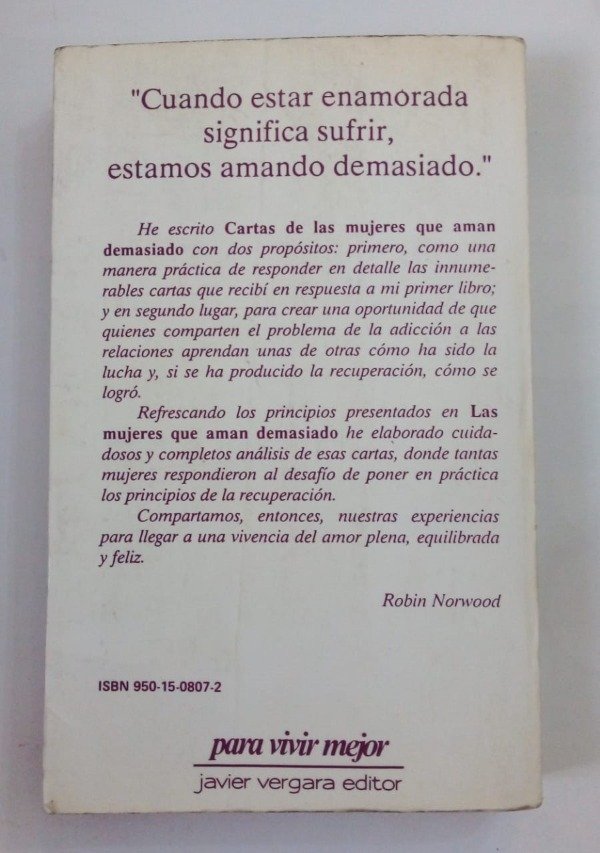 "Cuando estar enamorada
significa sufrir,
estamos amando demasiado."
He escrito Cartas de las mujeres que aman
demasiado con dos propósitos: primero, como una
manera práctica de responder en detalle las innume-
rables cartas que recibí en respuesta a mi primer libro;
y en segundo lugar, para crear una oportunidad de que
quienes comparten el problema de la adicción a las
relaciones aprendan unas de otras cómo ha sido la
lucha y, si se ha producido la recuperación, cómo se
logró.
Refrescando los principios presentados en Las
mujeres que aman demasiado he elaborado cuida-
dosos y completos análisis de esas cartas, donde tantas
mujeres respondieron al desafío de poner en práctica
los principios de la recuperación.
Compartamos, entonces, nuestras experiencias
para llegar a una vivencia del amor plena, equilibrada
y feliz.
Robin Norwood
ISBN 950-15-0807-2
para vivir mejor
javier vergara editor